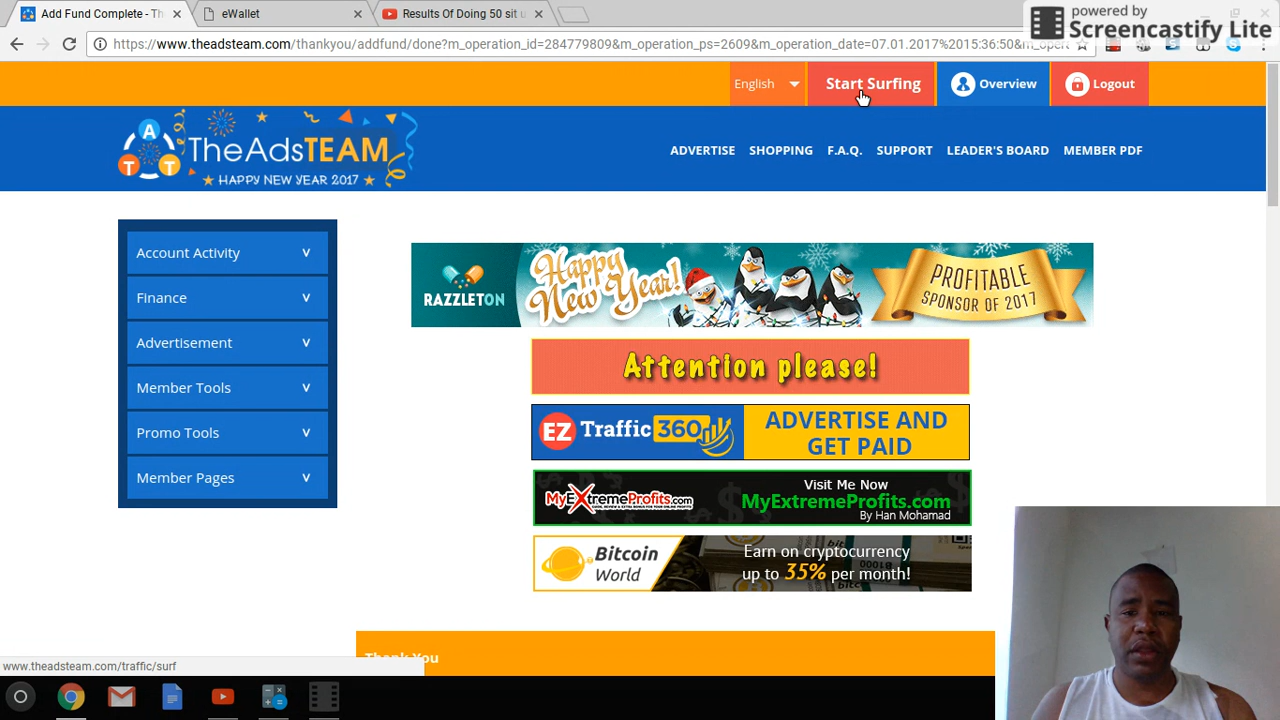 powered by
Screencastify Lite
Add Fund Complete - Th
eWallet
Results Of Doing 50 sit u
https://www.theadsteam.com/thankyou/addfund/done?m_operation_id=284779809&m_operation_ps=2609&m_operation_date=07.01.2017%2015:36:50&m_opert
English
Start Surfing
Overview
Logout
A
T T
TheAdsTEAM
HAPPY NEW YEAR 2017
ADVERTISE
SHOPPING
F.A.Q.
SUPPORT
LEADER'S BOARD
MEMBER PDF
Account Activity
Finance
Advertisement
Member Tools
Promo Tools
Member Pages
RAZZLETON
Happy
New Year!
PROFITABLE
SPONSOR OF 2017
Attention please!
EZ Traffic 360
ADVERTISE AND
GET PAID
MyExtremeProfits.com
Visit Me Now
MyExtremeProfits.com
By Han Mohamad
Bitcoin
World
Earn on cryptocurrency
up to 35% per month!
Thank You
www.theadsteam.com/traffic/surf